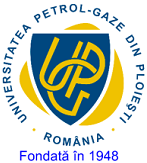 UNIVERSITATEA PETROL-GAZE DIN PLOIEŞTI
UPG
· ROMÂNIA ·
Fondată în 1948